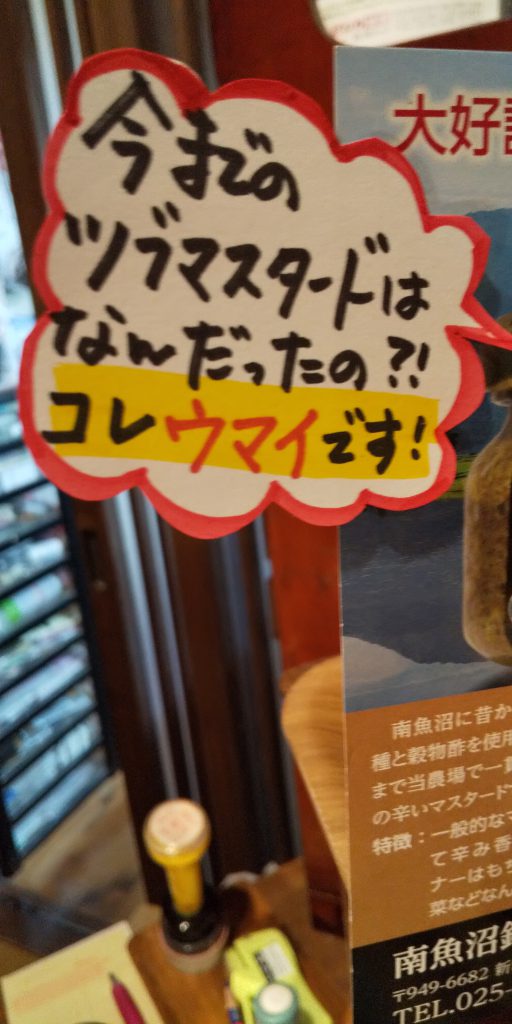 今までの
ツブマスタードは
なんだったの?!
コレウマイです!
大好
南魚沼に昔か
種と穀物酢を使用
まで当農場で一貫
の辛いマスタード
特徴：一般的なマ
て辛み香
ナーはもち
菜などなん
南魚沼
〒949-6682 新
TEL.025-